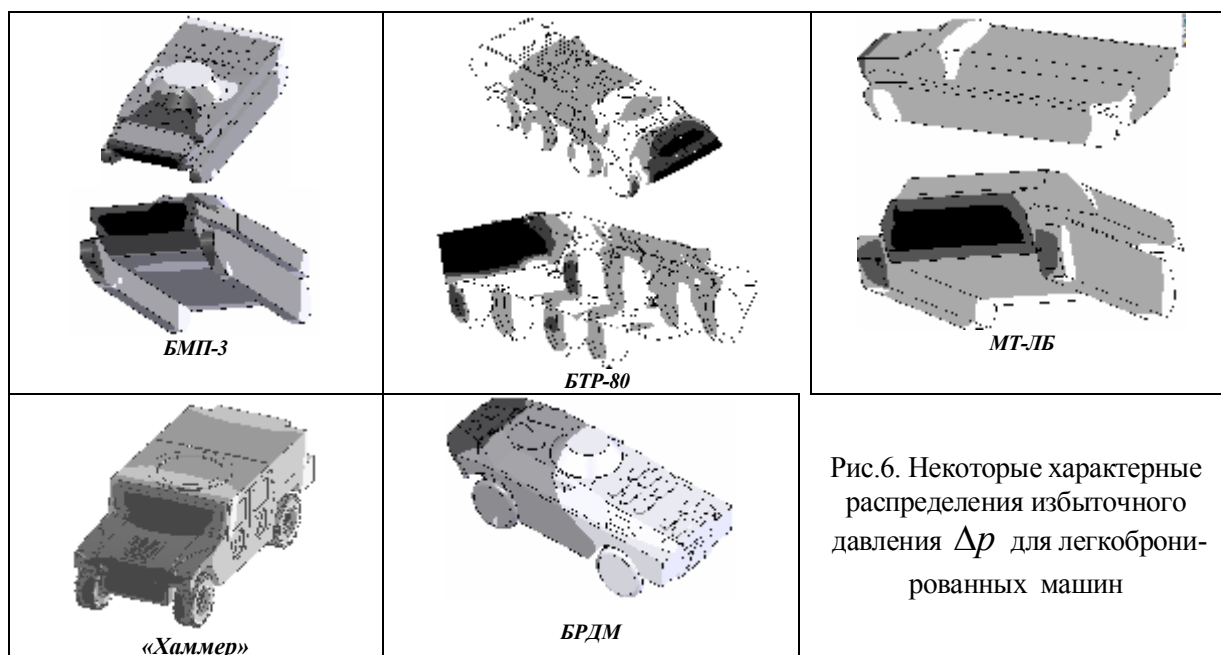 БМП-3
БТР-80
МТ-ЛБ
«Хаммер»
БРДМ
Рис.6. Некоторые характерные
распределения избыточного
давления Δp для легкоброни-
рованных машин